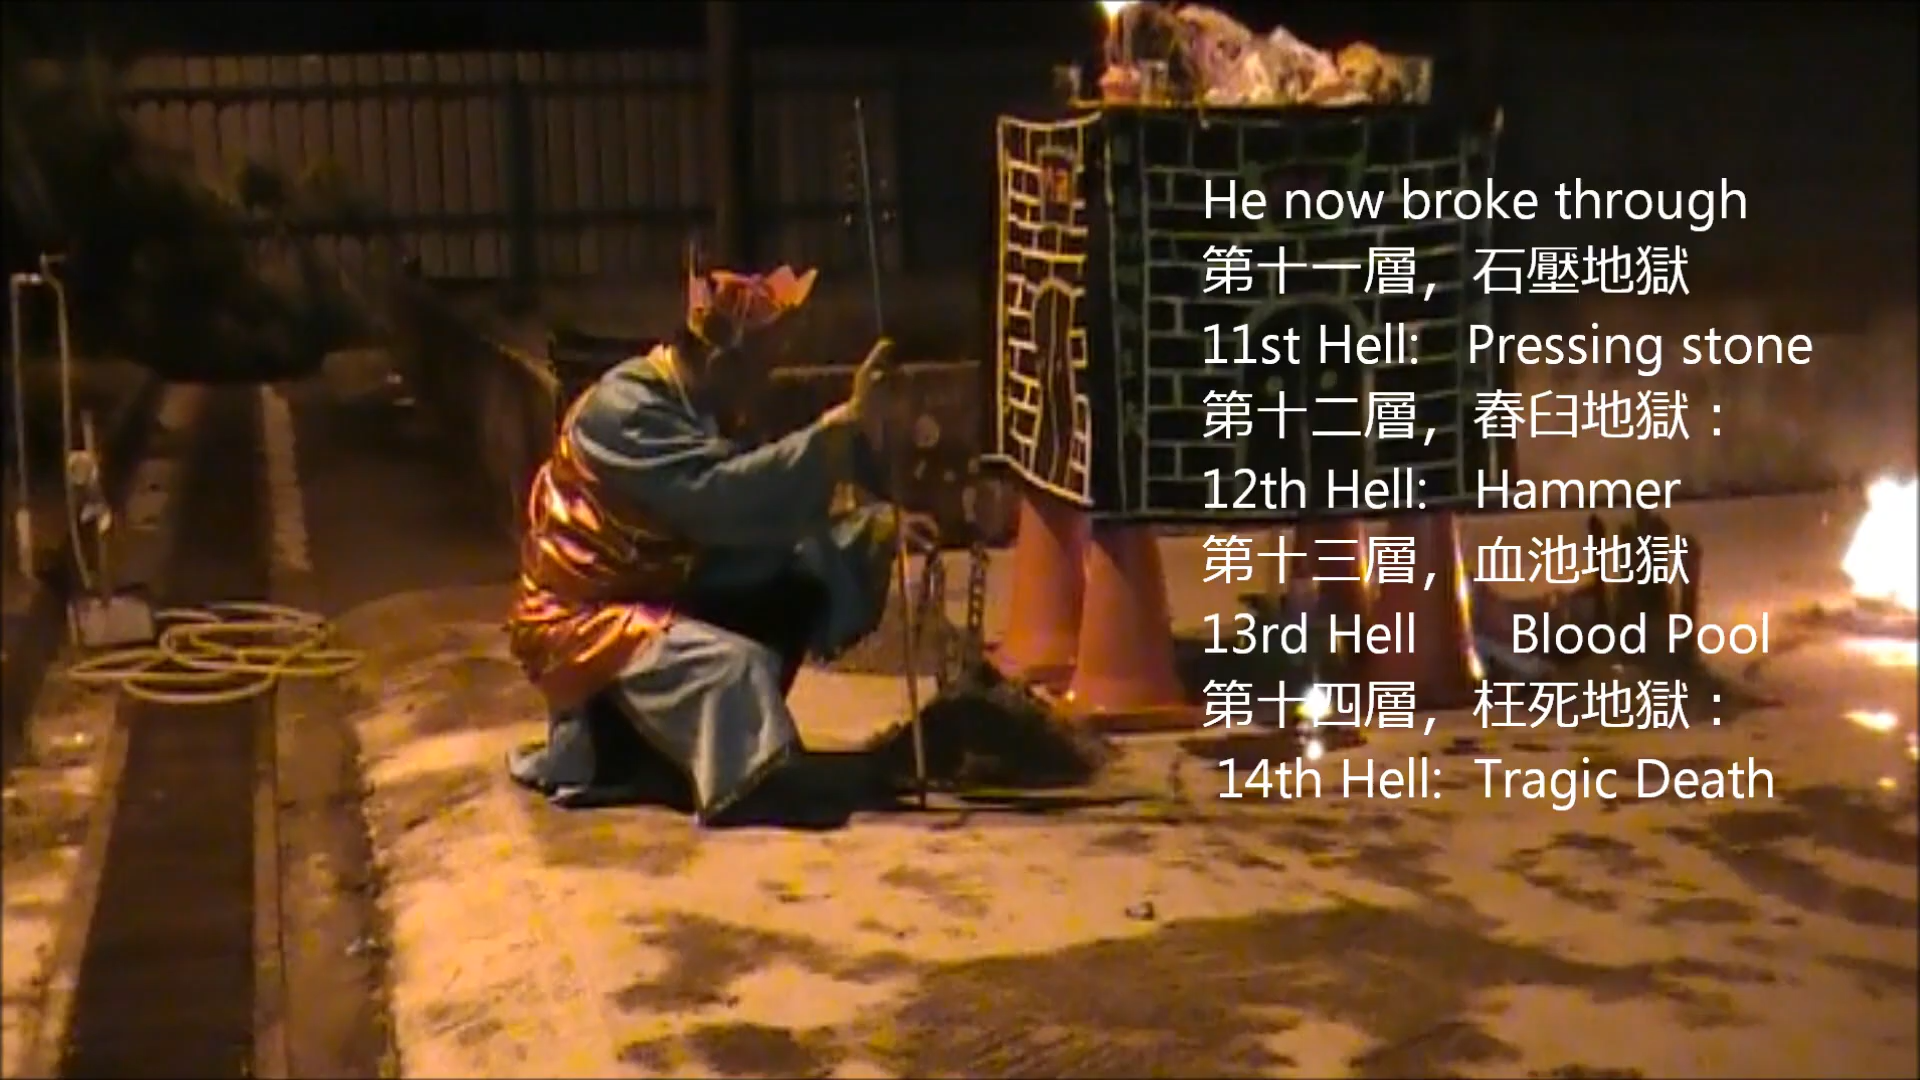 He now broke through
第十一層，石壓地獄
11st Hell:   Pressing stone
第十二層，舂臼地獄：
12th Hell:   Hammer
第十三層，血池地獄
13rd Hell      Blood Pool
第十四層，枉死地獄：
14th Hell:  Tragic Death